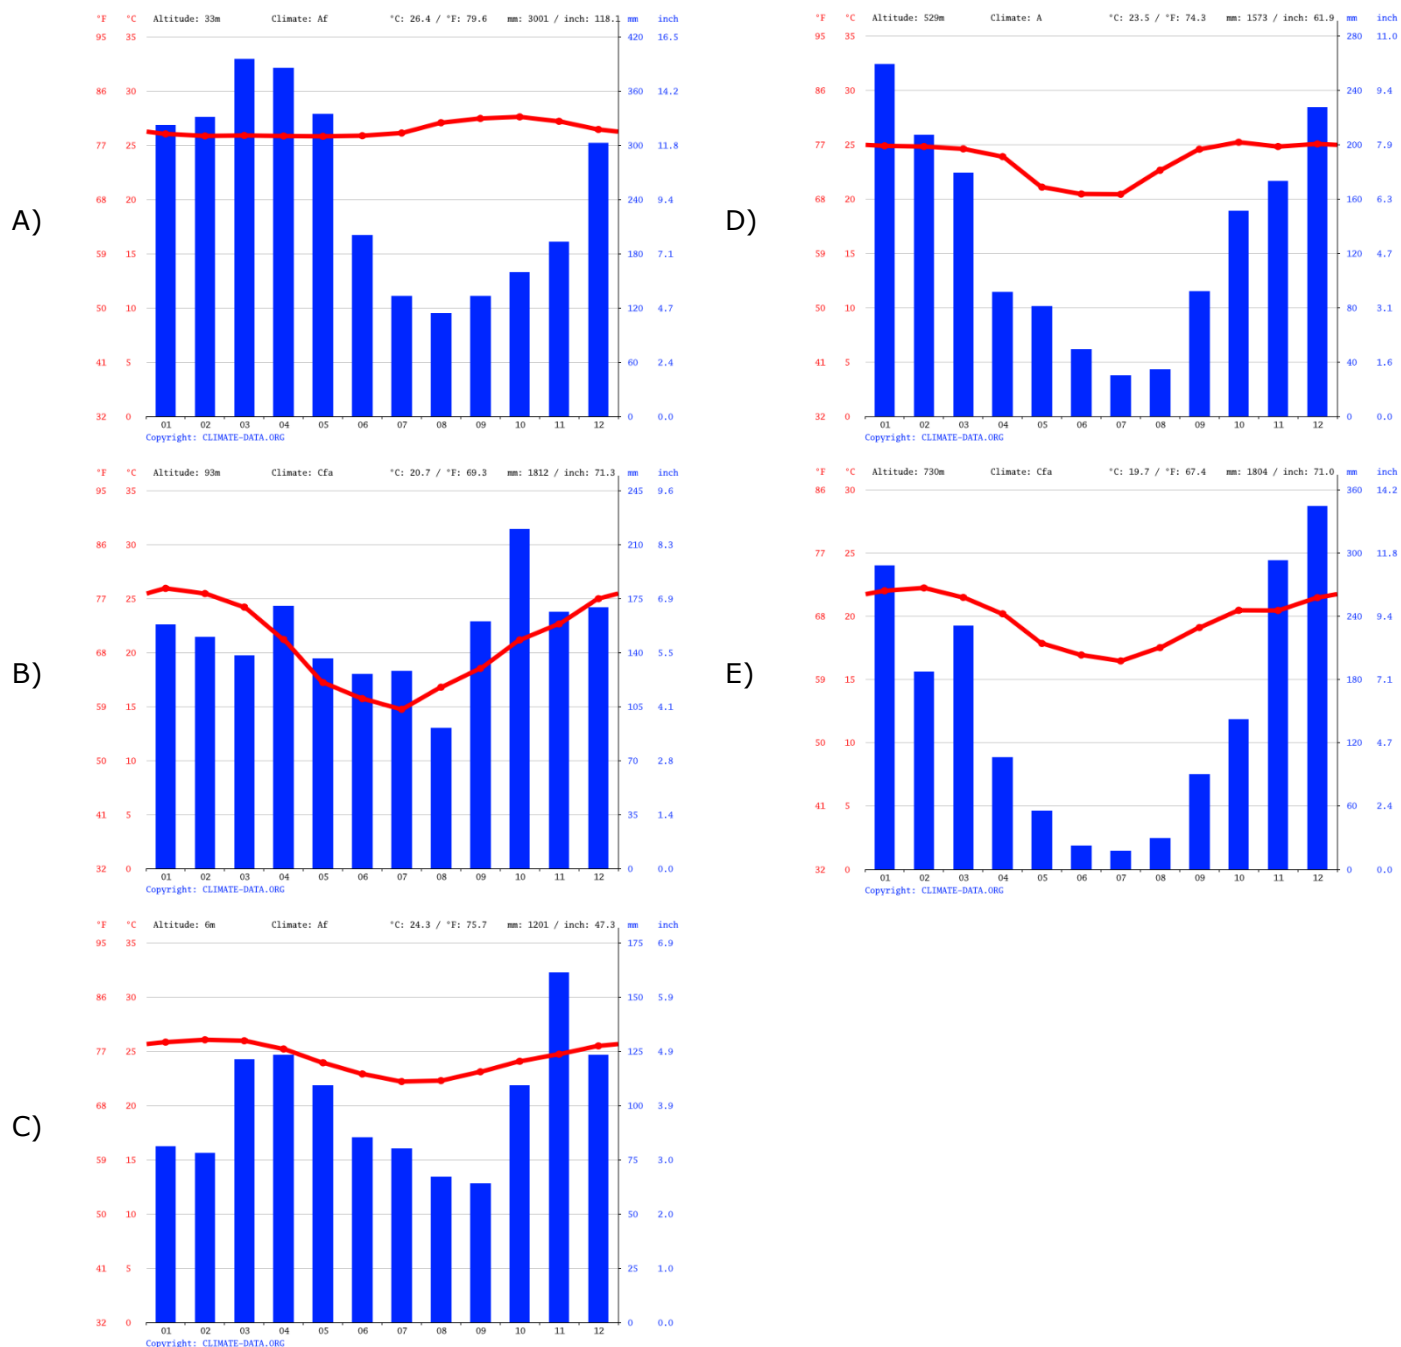 °F °C Altitude: 33m Climate: Af °C: 26.4 / °F: 79.6 mm: 3001 / inch: 118.1 mm inch
95 35 420 16.5
86 30 360 14.2
77 25 300 11.8
68 20 240 9.4
A)
59 15 180 7.1
50 10 120 4.7
41 5 60 2.4
32 0 0 0.0
01 02 03 04 05 06 07 08 09 10 11 12
Copyright: CLIMATE-DATA.ORG
°F °C Altitude: 93m Climate: Cfa °C: 20.7 / °F: 69.3 mm: 1812 / inch: 71.3 mm inch
95 35 245 9.6
86 30 210 8.3
77 25 175 6.9
68 20 140 5.5
B)
59 15 105 4.1
50 10 70 2.8
41 5 35 1.4
32 0 0 0.0
01 02 03 04 05 06 07 08 09 10 11 12
Copyright: CLIMATE-DATA.ORG
°F °C Altitude: 6m Climate: Af °C: 24.3 / °F: 75.7 mm: 1201 / inch: 47.3 mm inch
95 35 175 6.9
86 30 150 5.9
77 25 125 4.9
68 20 100 3.9
C)
59 15 75 3.0
50 10 50 2.0
41 5 25 1.0
32 0 0 0.0
01 02 03 04 05 06 07 08 09 10 11 12
Copyright: CLIMATE-DATA.ORG
°F °C Altitude: 529m Climate: A °C: 23.5 / °F: 74.3 mm: 1573 / inch: 61.9 mm inch
95 35 280 11.0
86 30 240 9.4
77 25 200 7.9
68 20 160 6.3
D)
59 15 120 4.7
50 10 80 3.1
41 5 40 1.6
32 0 0 0.0
01 02 03 04 05 06 07 08 09 10 11 12
Copyright: CLIMATE-DATA.ORG
°F °C Altitude: 730m Climate: Cfa °C: 19.7 / °F: 67.4 mm: 1804 / inch: 71.0 mm inch
86 30 360 14.2
77 25 300 11.8
68 20 240 9.4
E)
59 15 180 7.1
50 10 120 4.7
41 5 60 2.4
32 0 0 0.0
01 02 03 04 05 06 07 08 09 10 11 12
Copyright: CLIMATE-DATA.ORG